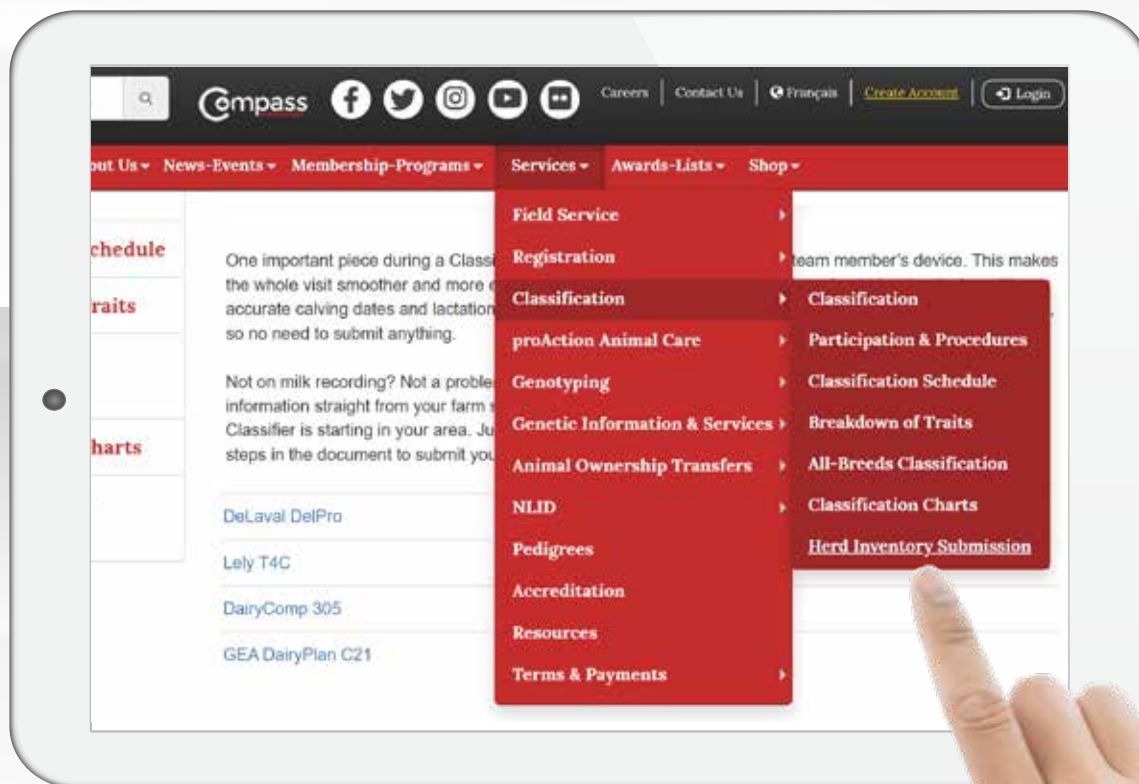 Compass
Careers | Contact Us | Français | Create Account | Login
out Us News-Events Membership-Programs Services Awards-Lists Shop
chedule
raits
harts
One important piece during a Classi
the whole visit smoother and more
accurate calving dates and lactation
so no need to submit anything.
team member's device. This makes
Not on milk recording? Not a proble
information straight from your farm
Classifier is starting in your area. Ju
steps in the document to submit you
DeLaval DelPro
Lely T4C
DairyComp 305
GEA DairyPlan C21
Field Service
Registration
Classification
proAction Animal Care
Genotyping
Genetic Information & Services
Animal Ownership Transfers
NLID
Pedigrees
Accreditation
Resources
Terms & Payments
Classification
Participation & Procedures
Classification Schedule
Breakdown of Traits
All-Breeds Classification
Classification Charts
Herd Inventory Submission